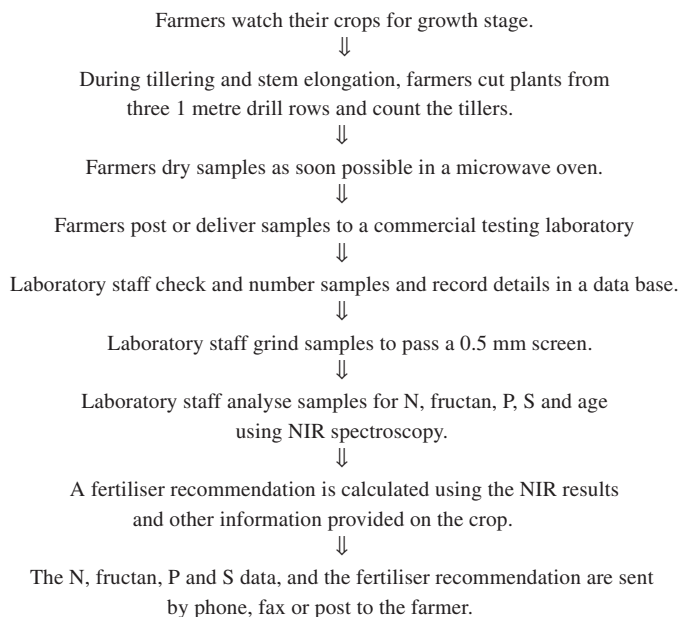 Farmers watch their crops for growth stage.
⇓
During tillering and stem elongation, farmers cut plants from
three 1 metre drill rows and count the tillers.
⇓
Farmers dry samples as soon possible in a microwave oven.
⇓
Farmers post or deliver samples to a commercial testing laboratory
⇓
Laboratory staff check and number samples and record details in a data base.
⇓
Laboratory staff grind samples to pass a 0.5 mm screen.
⇓
Laboratory staff analyse samples for N, fructan, P, S and age
using NIR spectroscopy.
⇓
A fertiliser recommendation is calculated using the NIR results
and other information provided on the crop.
⇓
The N, fructan, P and S data, and the fertiliser recommendation are sent
by phone, fax or post to the farmer.